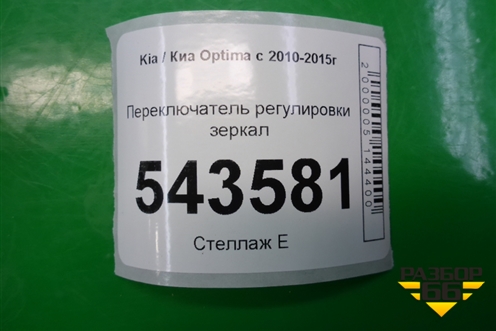 Kia / Киа Optima с 2010-2015г
Переключатель регулировки
зеркал
543581
Стеллаж Е
2000005144400
РАЗБОР
66